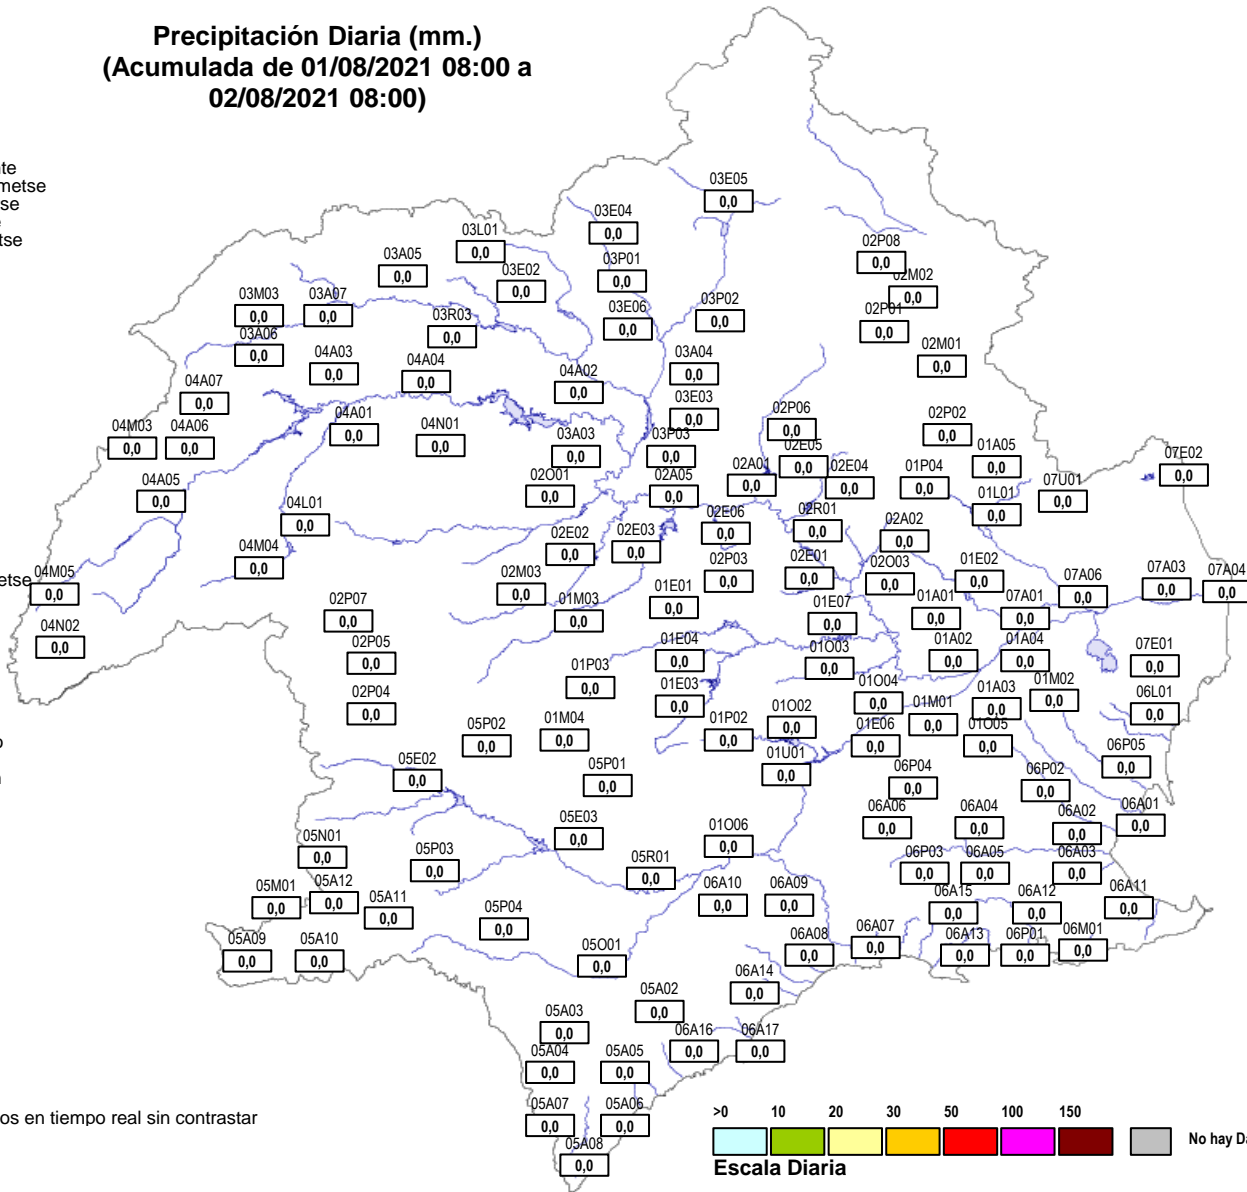 Precipitación Diaria (mm.)
(Acumulada de 01/08/2021 08:00 a
02/08/2021 08:00)
03E05
0,0
03E04
0,0
03L01
0,0
03A05
0,0
03P01
0,0
03E02
0,0
02P08
0,0
02M02
0,0
03M03
0,0
03A07
0,0
03R03
0,0
03E06
0,0
03P02
0,0
02P01
0,0
03A06
0,0
04A03
0,0
04A04
0,0
04A02
0,0
03A04
0,0
02M01
0,0
04A07
0,0
03E03
0,0
04M03
0,0
04A06
0,0
04A01
0,0
04N01
0,0
03A03
0,0
03P03
0,0
02P06
0,0
02E05
0,0
02P02
0,0
01A05
0,0
07E02
0,0
04A05
0,0
02O01
0,0
02A05
0,0
02A01
0,0
02E04
0,0
01P04
0,0
01L01
0,0
07U01
0,0
04L01
0,0
02E02
0,0
02E03
0,0
02E06
0,0
02R01
0,0
02A02
0,0
04M04
0,0
02M03
0,0
02P03
0,0
02E01
0,0
02O03
0,0
01E02
0,0
07A06
0,0
07A03
0,0
07A04
0,0
metse
04M05
0,0
02P07
0,0
01M03
0,0
01E01
0,0
01E07
0,0
01A01
0,0
07A01
0,0
04N02
0,0
02P05
0,0
01E04
0,0
01O03
0,0
01A02
0,0
01A04
0,0
07E01
0,0
02P04
0,0
01P03
0,0
01E03
0,0
01O04
0,0
01M01
0,0
01A03
0,0
01M02
0,0
06L01
0,0
05P02
0,0
01M04
0,0
01P02
0,0
01O02
0,0
01E06
0,0
01O05
0,0
05E02
0,0
05P01
0,0
01U01
0,0
06P04
0,0
06P02
0,0
06P05
0,0
05E03
0,0
01O06
0,0
06A06
0,0
06A04
0,0
06A02
0,0
06A01
0,0
05N01
0,0
05P03
0,0
05R01
0,0
06P03
0,0
06A05
0,0
06A03
0,0
05M01
0,0
05A12
0,0
05A11
0,0
05P04
0,0
06A10
0,0
06A09
0,0
06A15
0,0
06A12
0,0
06A11
0,0
05A09
0,0
05A10
0,0
05O01
0,0
06A08
0,0
06A07
0,0
06A13
0,0
06P01
0,0
06M01
0,0
05A02
0,0
06A14
0,0
05A03
0,0
06A16
0,0
06A17
0,0
05A04
0,0
05A05
0,0
05A07
0,0
05A06
0,0
05A08
0,0
os en tiempo real sin contrastar
>0 10 20 30 50 100 150
No hay Da
Escala Diaria